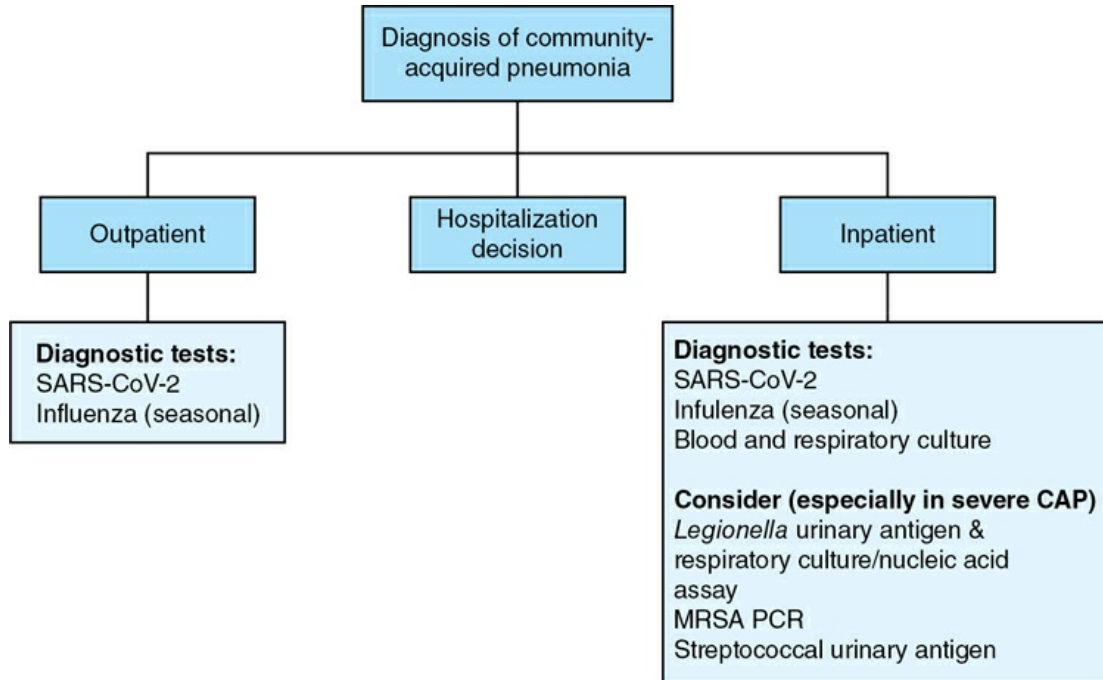 Diagnosis of community-
acquired pneumonia
Outpatient
Hospitalization
decision
Inpatient
Diagnostic tests:
SARS-CoV-2
Influenza (seasonal)
Diagnostic tests:
SARS-CoV-2
Infulenza (seasonal)
Blood and respiratory culture
Consider (especially in severe CAP)
Legionella urinary antigen &
respiratory culture/nucleic acid
assay
MRSA PCR
Streptococcal urinary antigen